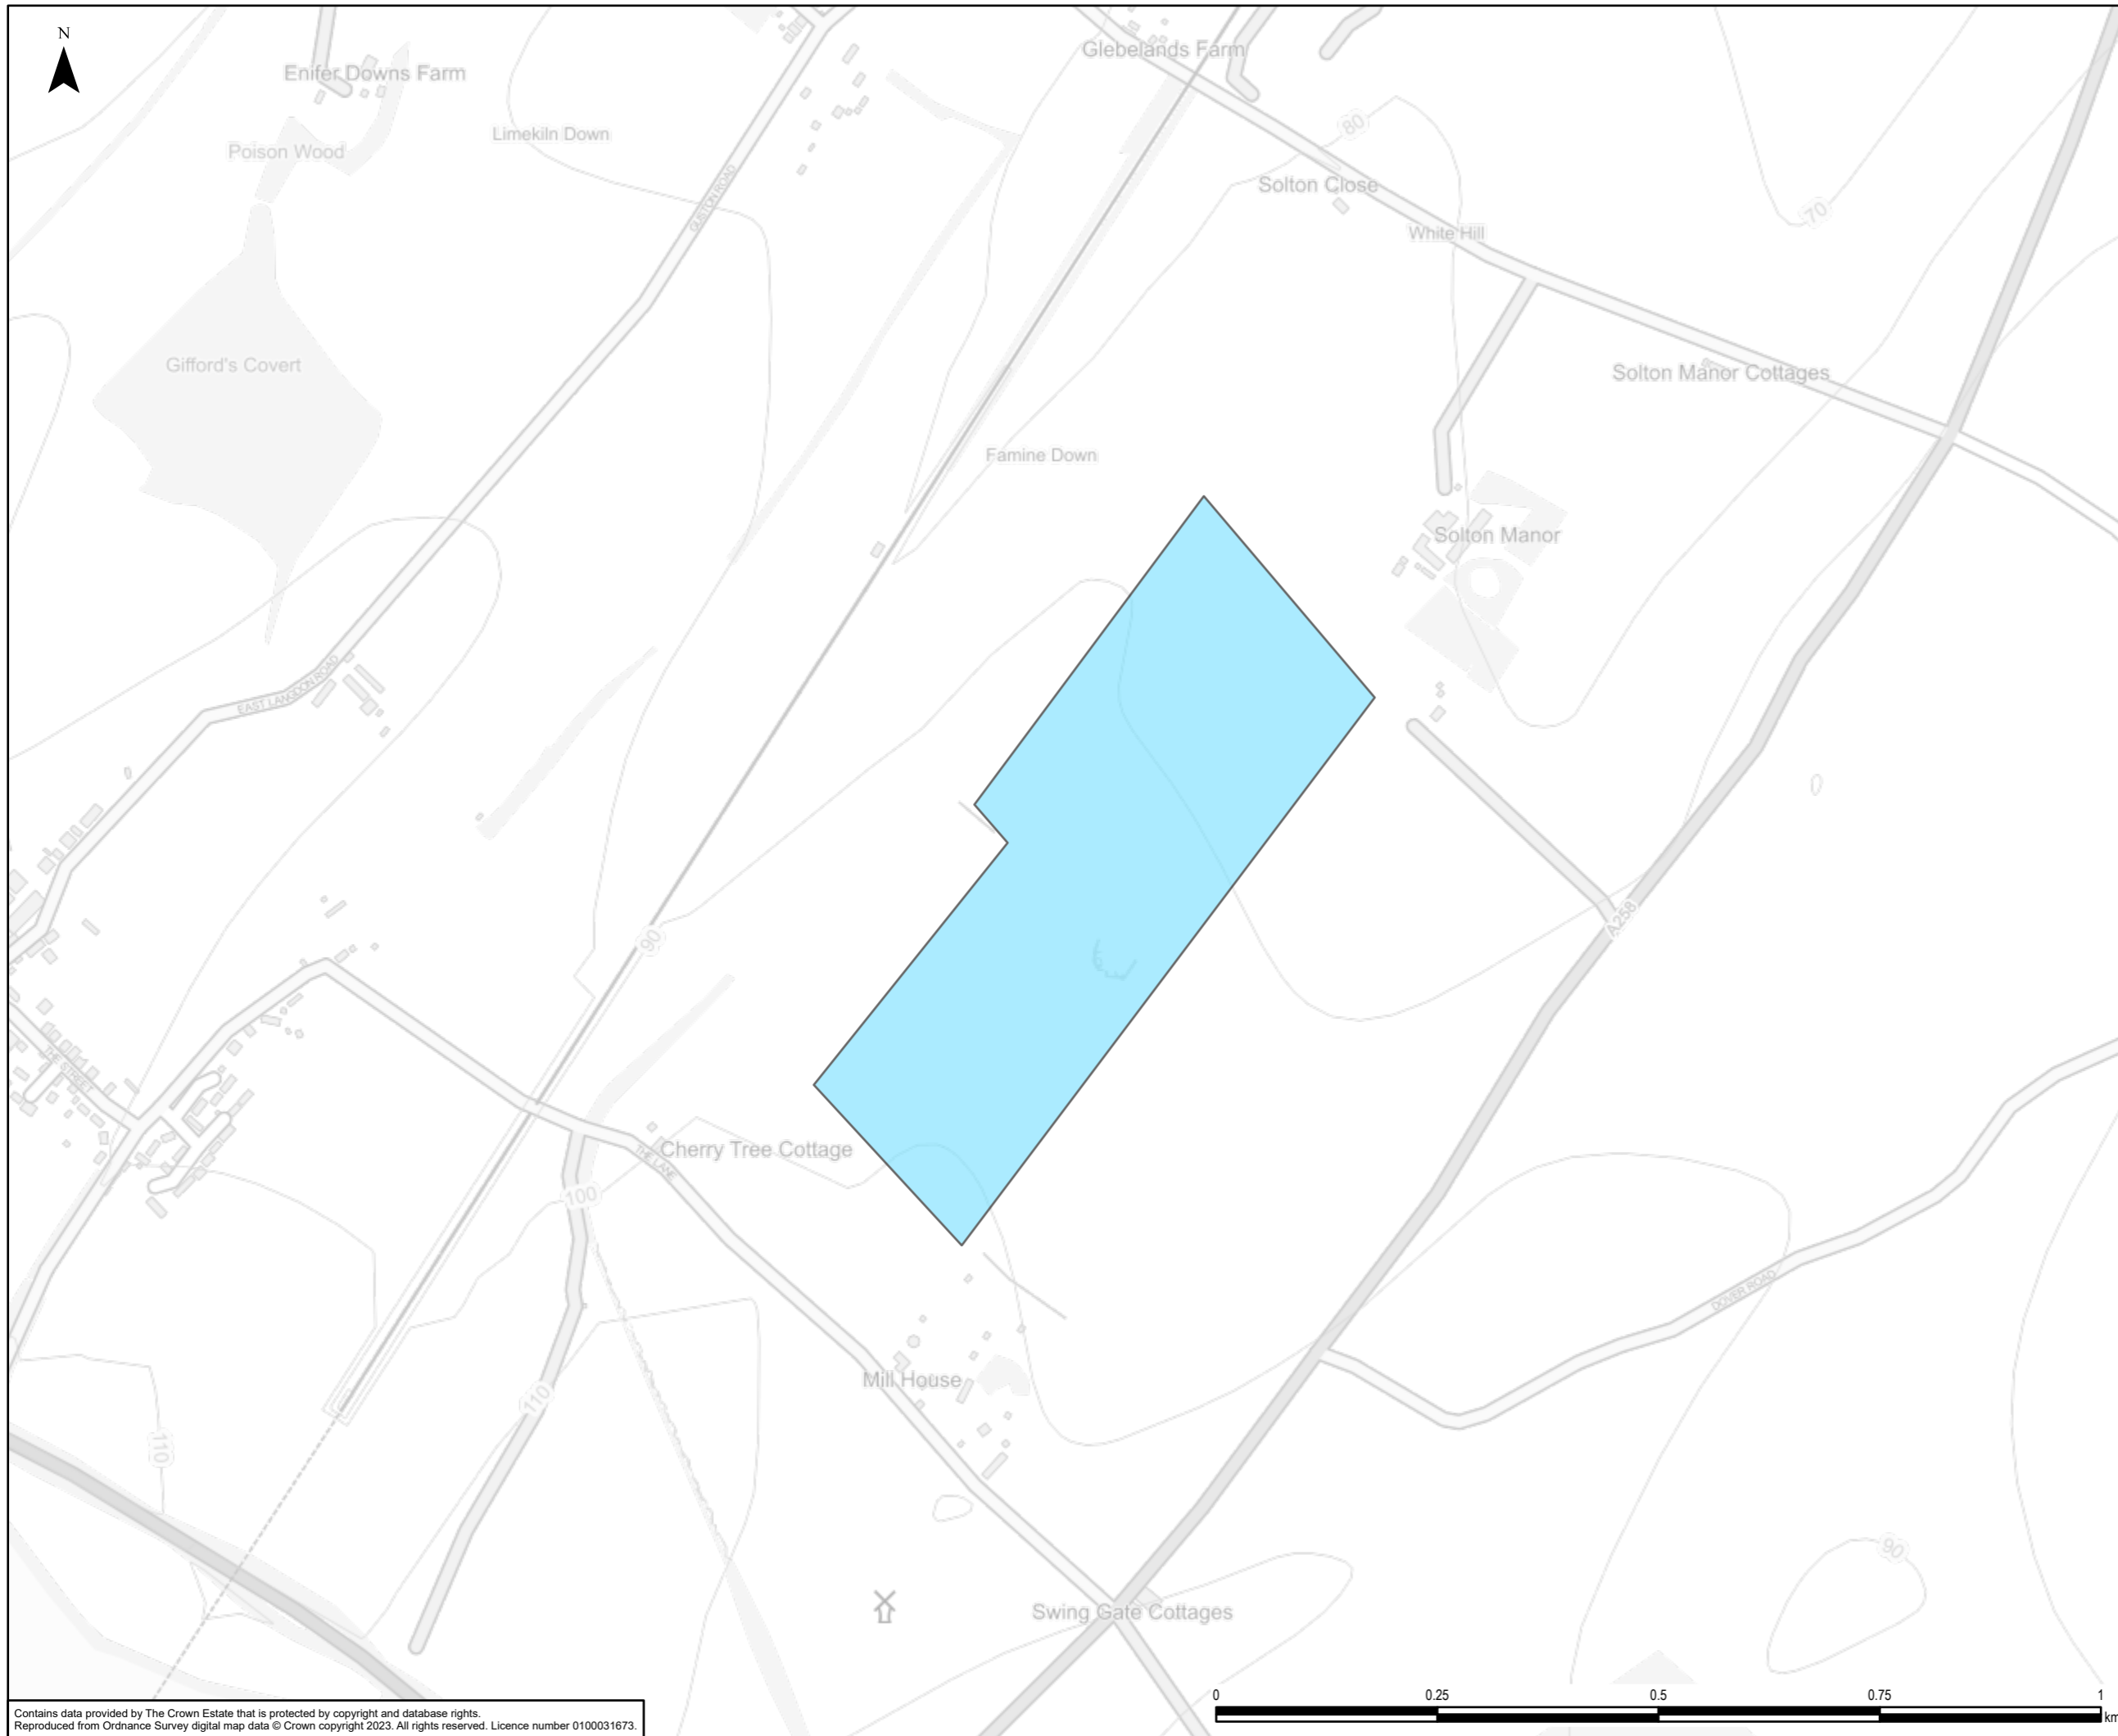 N
Glebelands Farm
Enifer Downs Farm
Limekiln Down
80
Poison Wood
GUSTON ROAD
Solton Close
70
White Hill
Gifford's Covert
Solton Manor Cottages
Famine Down
Solton Manor
EAST LANGDON ROAD
A258
90
THE STREET
Cherry Tree Cottage
THE LANE
100
DOVER ROAD
Mill House
110
110
90
Swing Gate Cottages
0 0.25 0.5 0.75 1
km
Contains data provided by The Crown Estate that is protected by copyright and database rights.
Reproduced from Ordnance Survey digital map data © Crown copyright 2023. All rights reserved. Licence number 0100031673.